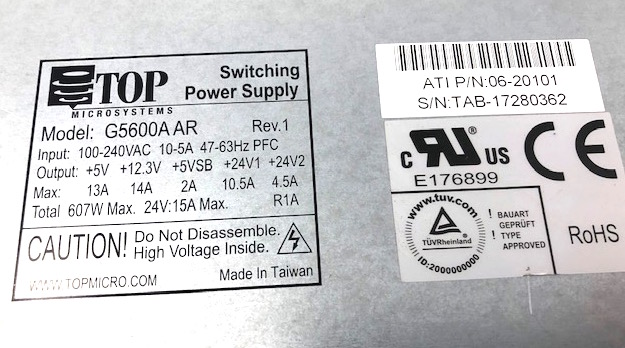 TOP
MICROSYSTEMS
Switching
Power Supply
Model: G5600A AR Rev.1
Input: 100-240VAC 10-5A 47-63Hz PFC
Output: +5V +12.3V +5VSB +24V1 +24V2
Max: 13A 14A 2A 10.5A 4.5A
Total 607W Max. 24V:15A Max. R1A
CAUTION! Do Not Disassemble.
High Voltage Inside.
WWW.TOPMICRO.COM Made In Taiwan
ATI P/N:06-20101
S/N:TAB-17280362
c RU US CE
E176899
www.tuv.com
TÜVRheinland
ID:2000000000
! BAUART
GEPRÜFT
! TYPE
APPROVED
RoHS